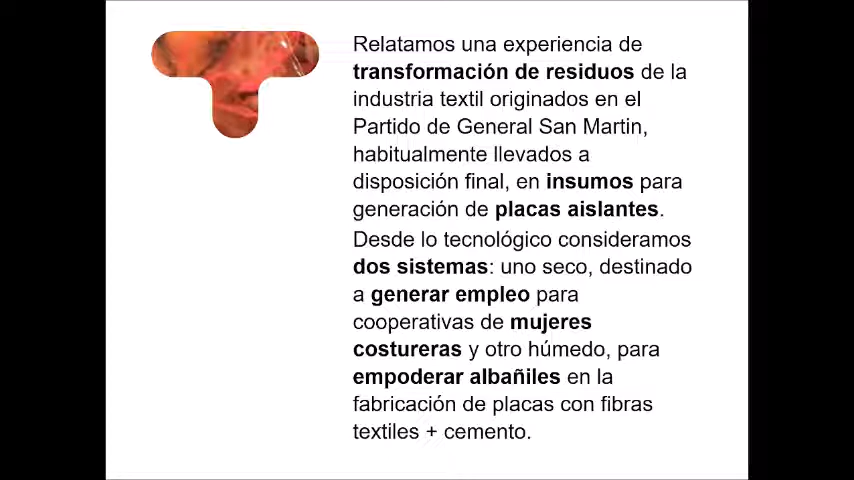 Relatamos una experiencia de
transformación de residuos de la
industria textil originados en el
Partido de General San Martin,
habitualmente llevados a
disposición final, en insumos para
generación de placas aislantes.
Desde lo tecnológico consideramos
dos sistemas: uno seco, destinado
a generar empleo para
cooperativas de mujeres
costureras y otro húmedo, para
empoderar albañiles en la
fabricación de placas con fibras
textiles + cemento.